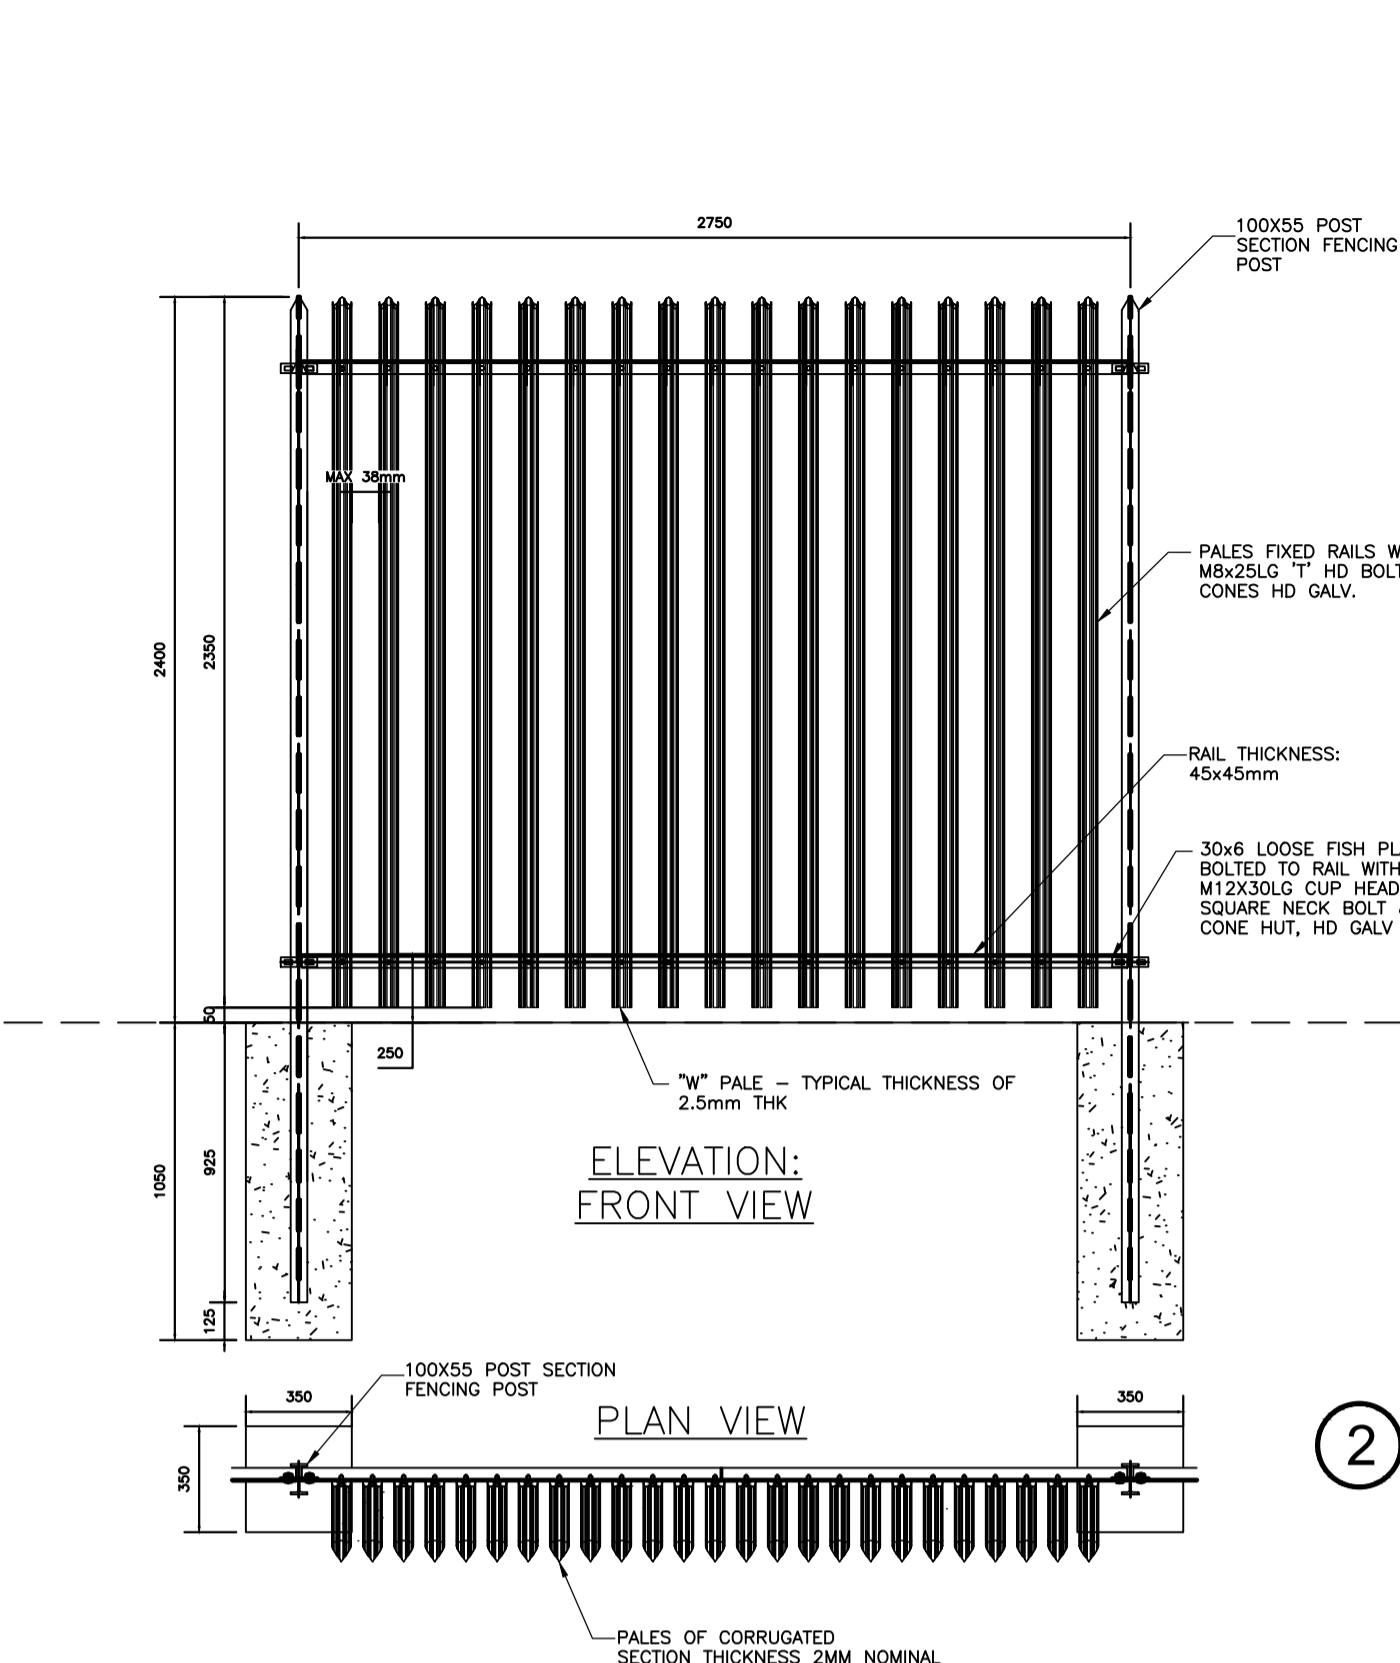 2750
100X55 POST
SECTION FENCING
POST
MAX 38mm
PALES FIXED RAILS
M8x25LG 'T' HD BOLT
CONES HD GALV.
2400
2350
RAIL THICKNESS:
45x45mm
30x6 LOOSE FISH
BOLTED TO RAIL WITH
M12X30LG CUP HEAD
SQUARE NECK BOLT
CONE HUT, HD GALV
50
250
"W" PALE – TYPICAL THICKNESS OF
2.5mm THK
ELEVATION:
FRONT VIEW
1050
925
125
100X55 POST SECTION
FENCING POST
350
350
PLAN VIEW
350
2
PALES OF CORRUGATED
SECTION THICKNESS 2MM NOMINAL